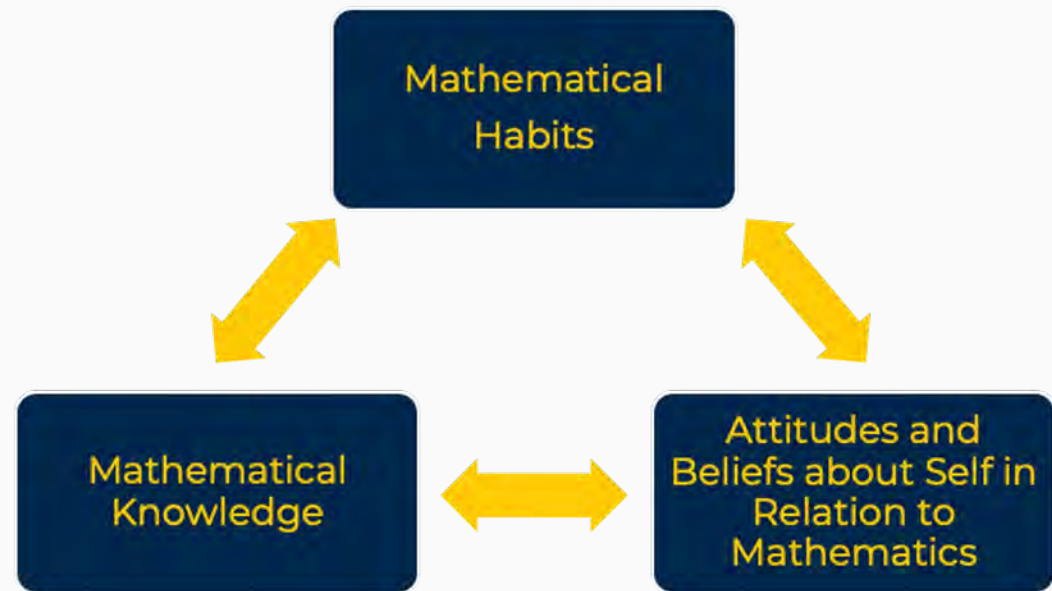 Mathematical
Habits
Mathematical
Knowledge
Attitudes and
Beliefs about Self in
Relation to
Mathematics